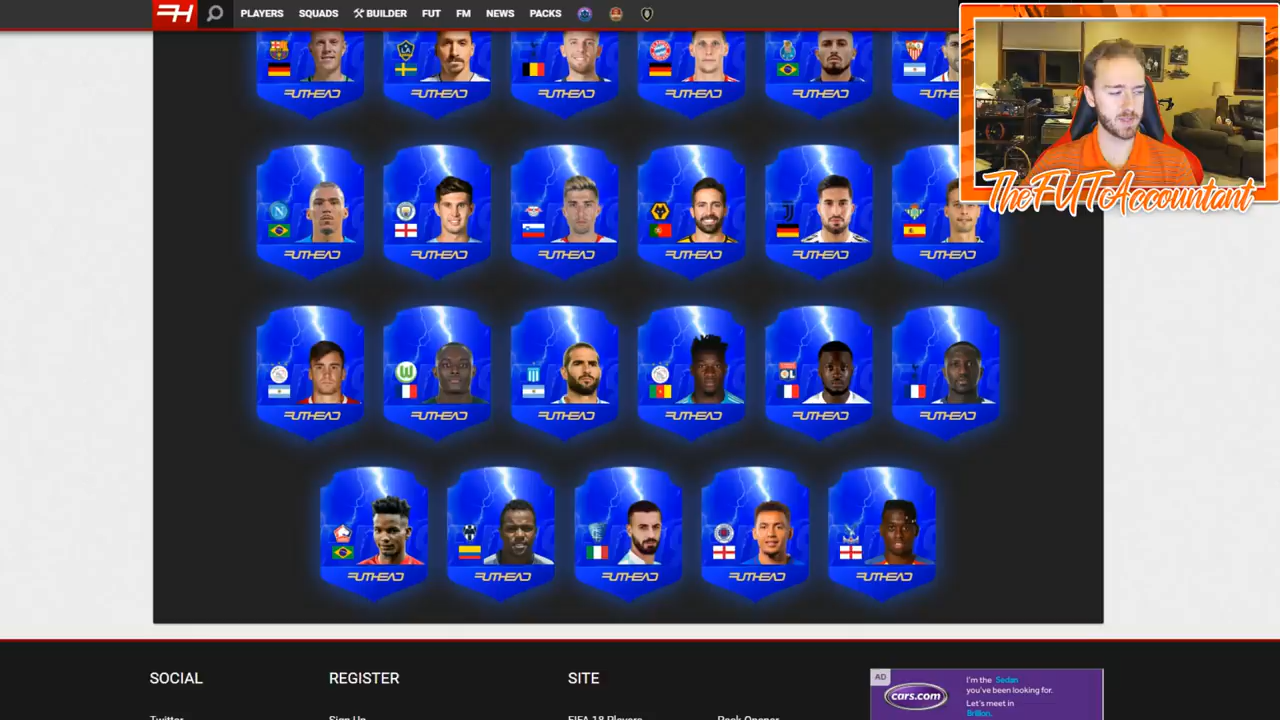 FH PLAYERS SQUADS BUILDER FUT FM NEWS PACKS
FUTHEAD FUTHEAD FUTHEAD FUTHEAD FUTHEAD
TheFUTAccountant
FUTHEAD FUTHEAD FUTHEAD FUTHEAD FUTHEAD FUTHEAD
FUTHEAD FUTHEAD FUTHEAD FUTHEAD FUTHEAD FUTHEAD
FUTHEAD FUTHEAD FUTHEAD FUTHEAD FUTHEAD
SOCIAL REGISTER SITE
AD
cars.com
I'm the Sedan
you've been looking for.
Let's meet in
Brillion.